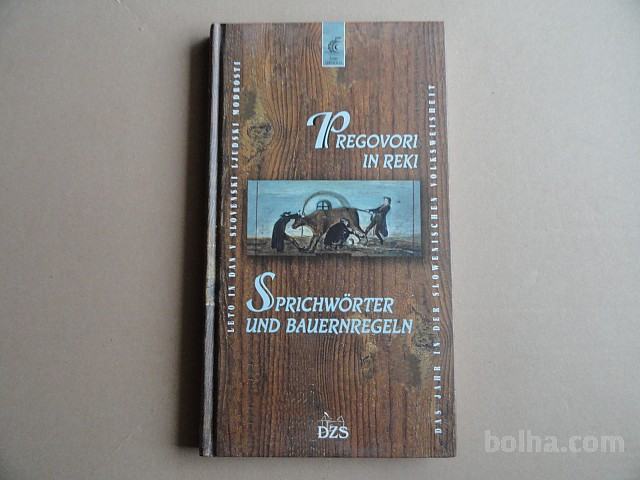 PREGOVORI
IN REKI
SPRICHWÖRTER
UND BAUERNREGELN
LETO IN DAN V SLOVENSKI LJUDSKI MODROSTI
DAS JAHR IN DER SLOWENISCHEN VOLKSWEISHEIT
DZS
bolha.com